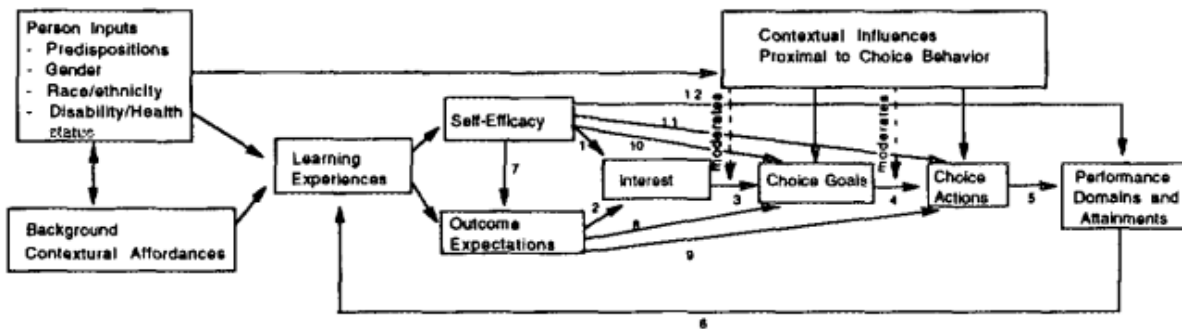 Person Inputs
- Predispositions
- Gender
- Race/ethnicity
- Disability/Health
status
Background
Contextural Affordances
Learning
Experiences
Self-Efficacy
Outcome
Expectations
Interest
Contextual Influences
Proximal to Choice Behavior
moderates
moderates
Choice Goals
Choice
Actions
Performance
Domains and
Attainments
1
2
3
4
5
6
7
8
9
10
11
12